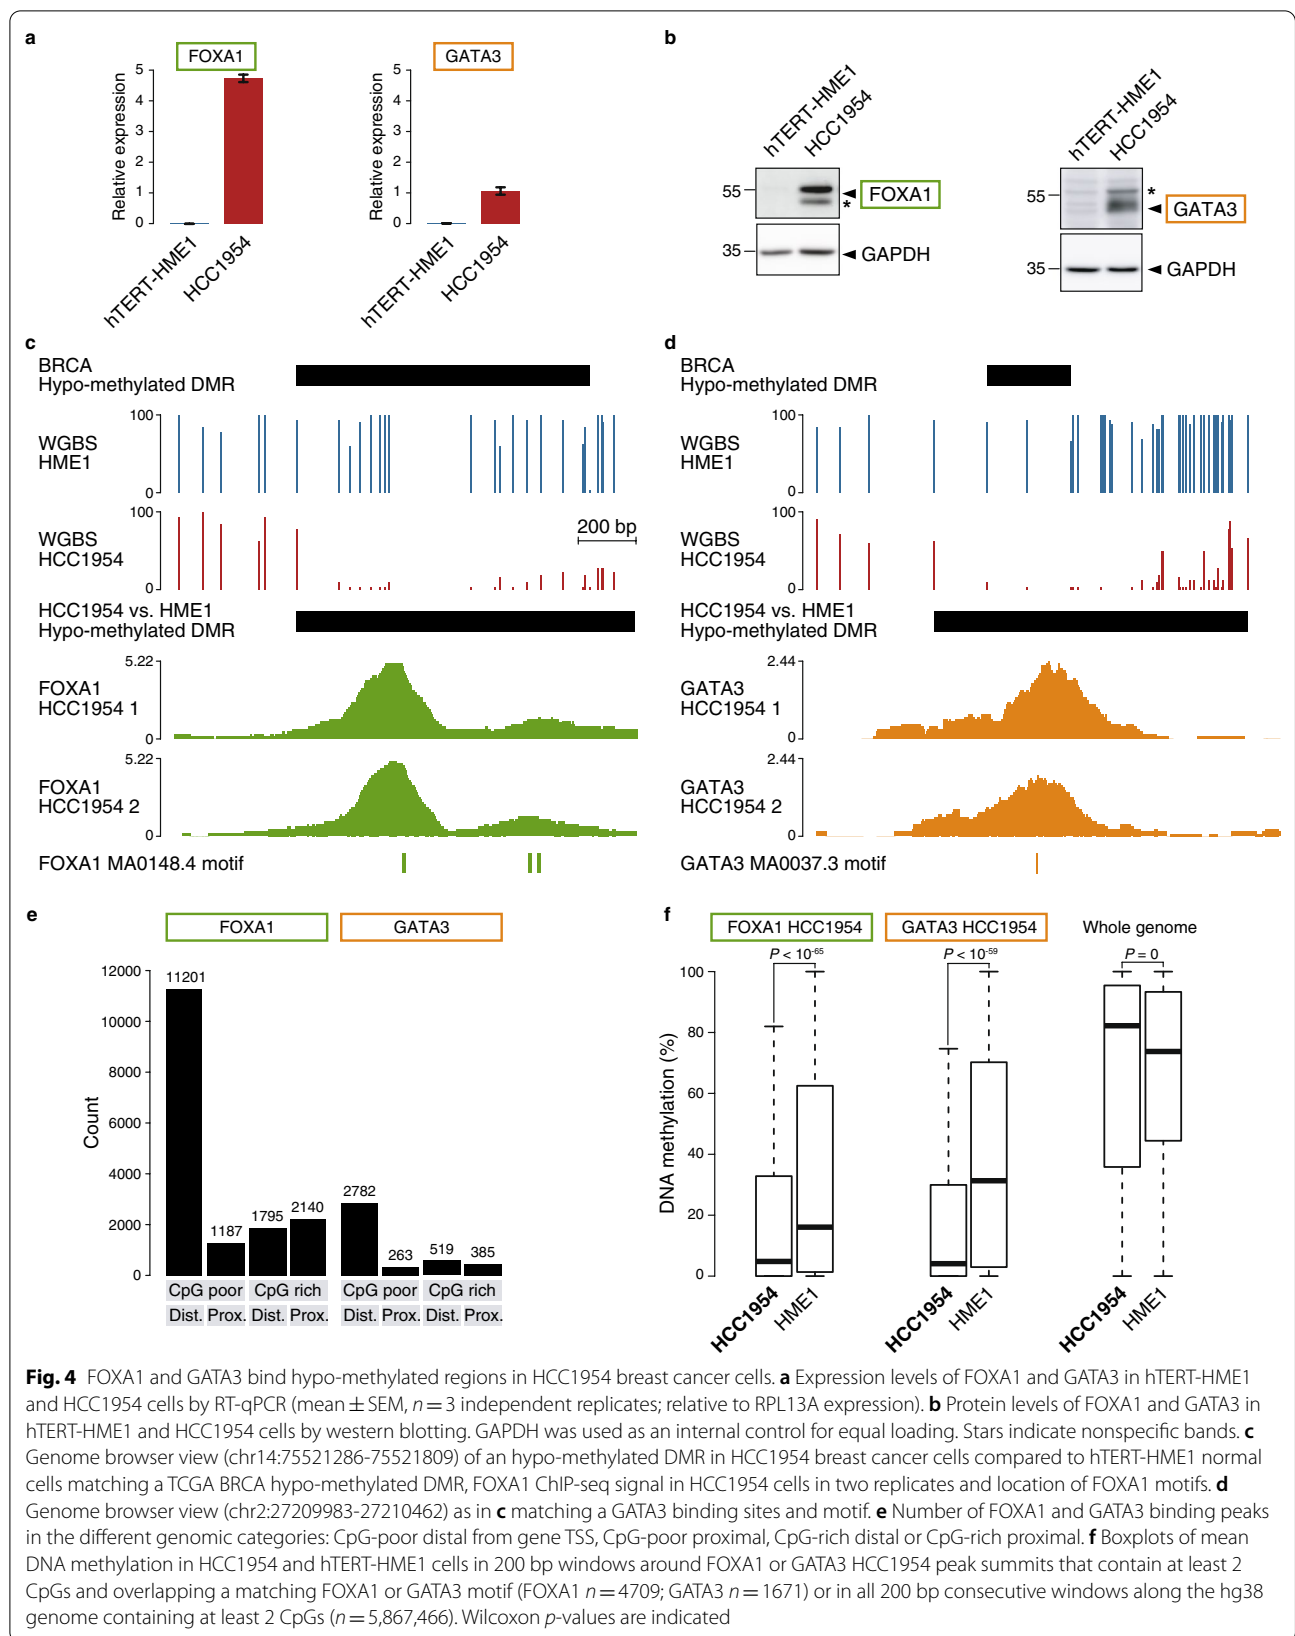 a
FOXA1
GATA3
Relative expression
5
4
3
2
1
0
hTERT-HME1
HCC1954
Relative expression
5
4
3
2
1
0
hTERT-HME1
HCC1954
b
hTERT-HME1
HCC1954
55
FOXA1
*
35
GAPDH
hTERT-HME1
HCC1954
55
*
GATA3
35
GAPDH
c
BRCA
Hypo-methylated DMR
WGBS
HME1
100
0
WGBS
HCC1954
100
0
200 bp
HCC1954 vs. HME1
Hypo-methylated DMR
FOXA1
HCC1954 1
5.22
0
FOXA1
HCC1954 2
5.22
0
FOXA1 MA0148.4 motif
d
BRCA
Hypo-methylated DMR
WGBS
HME1
100
0
WGBS
HCC1954
100
0
HCC1954 vs. HME1
Hypo-methylated DMR
GATA3
HCC1954 1
2.44
0
GATA3
HCC1954 2
2.44
0
GATA3 MA0037.3 motif
e
FOXA1
GATA3
Count
12000
10000
8000
6000
4000
2000
0
11201
1187
1795
2140
2782
263
519
385
CpG poor CpG rich CpG poor CpG rich
Dist. Prox. Dist. Prox. Dist. Prox. Dist. Prox.
f
FOXA1 HCC1954
GATA3 HCC1954
Whole genome
P < 10-65
P < 10-59
P = 0
DNA methylation (%)
100
80
60
40
20
0
HCC1954
HME1
HCC1954
HME1
HCC1954
HME1
Fig. 4 FOXA1 and GATA3 bind hypo-methylated regions in HCC1954 breast cancer cells. a Expression levels of FOXA1 and GATA3 in hTERT-HME1
and HCC1954 cells by RT-qPCR (mean ± SEM, n = 3 independent replicates; relative to RPL13A expression). b Protein levels of FOXA1 and GATA3 in
hTERT-HME1 and HCC1954 cells by western blotting. GAPDH was used as an internal control for equal loading. Stars indicate nonspecific bands. c
Genome browser view (chr14:75521286-75521809) of an hypo-methylated DMR in HCC1954 breast cancer cells compared to hTERT-HME1 normal
cells matching a TCGA BRCA hypo-methylated DMR, FOXA1 ChIP-seq signal in HCC1954 cells in two replicates and location of FOXA1 motifs. d
Genome browser view (chr2:27209983-27210462) as in c matching a GATA3 binding sites and motif. e Number of FOXA1 and GATA3 binding peaks
in the different genomic categories: CpG-poor distal from gene TSS, CpG-poor proximal, CpG-rich distal or CpG-rich proximal. f Boxplots of mean
DNA methylation in HCC1954 and hTERT-HME1 cells in 200 bp windows around FOXA1 or GATA3 HCC1954 peak summits that contain at least 2
CpGs and overlapping a matching FOXA1 or GATA3 motif (FOXA1 n = 4709; GATA3 n = 1671) or in all 200 bp consecutive windows along the hg38
genome containing at least 2 CpGs (n = 5,867,466). Wilcoxon p-values are indicated